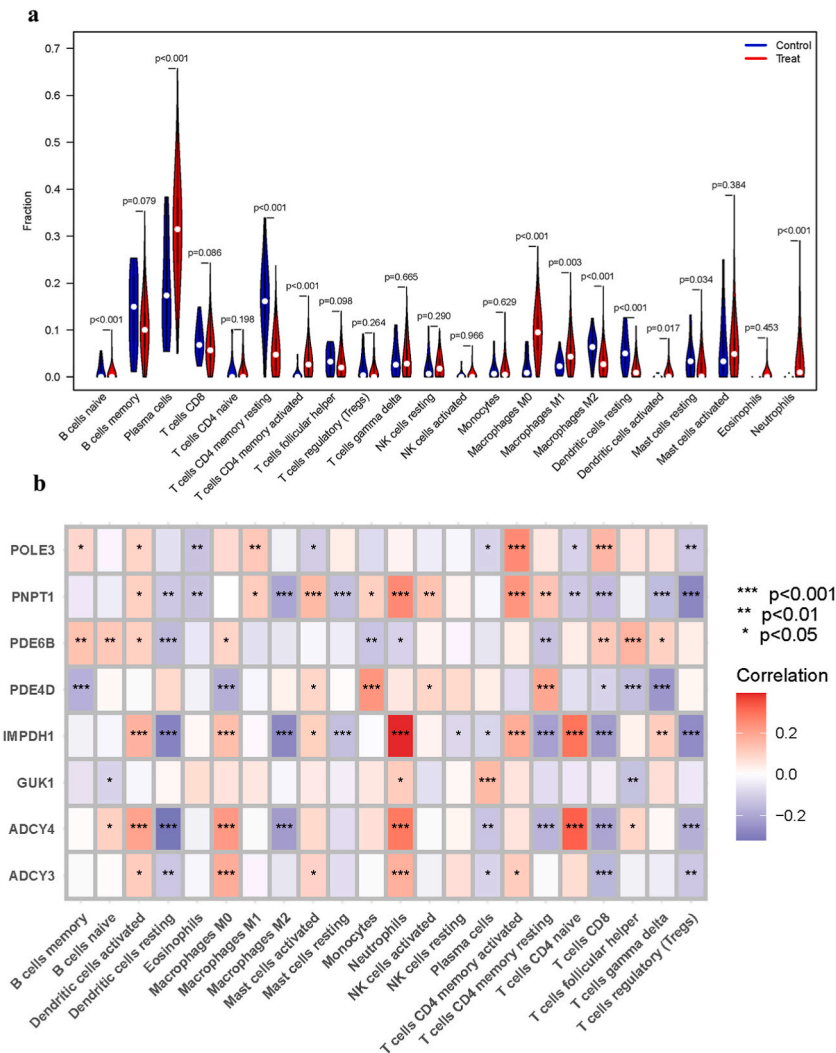 a
Control
Treat
Fraction
0.7
0.6
0.5
0.4
0.3
0.2
0.1
0.0
p<0.001
p=0.079
p<0.001
p=0.086
p=0.198
p<0.001
p<0.001
p=0.098
p=0.264
p=0.665
p=0.290
p=0.966
p=0.629
p<0.001
p=0.003
p<0.001
p<0.001
p=0.017
p=0.034
p=0.384
p=0.453
p<0.001
B cells naive
B cells memory
Plasma cells
T cells CD8
T cells CD4 naive
T cells CD4 memory resting
T cells CD4 memory activated
T cells follicular helper
T cells regulatory (Tregs)
T cells gamma delta
NK cells resting
NK cells activated
Monocytes
Macrophages M0
Macrophages M1
Macrophages M2
Dendritic cells resting
Dendritic cells activated
Mast cells resting
Mast cells activated
Eosinophils
Neutrophils
b
POLE3 * * ** ** * * *** * *** **
PNPT1 * ** ** * *** *** *** * *** ** *** ** ** *** *** ***
PDE6B ** ** * *** * ** * ** ** *** *
PDE4D *** *** * *** * *** * *** ***
IMPDH1 *** *** *** *** * *** *** * * *** *** *** *** ** ***
GUK1 * * *** **
ADCY4 * *** *** *** *** *** ** *** *** *** * ***
ADCY3 * ** *** * *** * * *** **
*** p<0.001
** p<0.01
* p<0.05
Correlation
0.2
0.0
−0.2
B cells memory
B cells naive
Dendritic cells activated
Dendritic cells resting
Eosinophils
Macrophages M0
Macrophages M1
Macrophages M2
Mast cells activated
Mast cells resting
Monocytes
Neutrophils
NK cells activated
NK cells resting
Plasma cells
T cells CD4 memory activated
T cells CD4 memory resting
T cells CD4 naive
T cells CD8
T cells follicular helper
T cells gamma delta
T cells regulatory (Tregs)